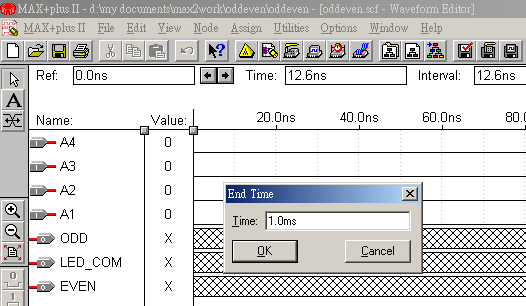 MAX+plus II - d:\my documents\max2work\oddeven\oddeven - [oddeven.scf - Waveform Editor]
MAX+plus II File Edit View Node Assign Utilities Options Window Help
Ref: 0.0ns Time: 12.6ns Interval: 12.6ns
Name: Value: 20.0ns 40.0ns 60.0ns 80.0
A4 0
A3 0
A2 0
A1 0
ODD X
LED_COM X
EVEN X
End Time
Time: 1.0ms
OK Cancel